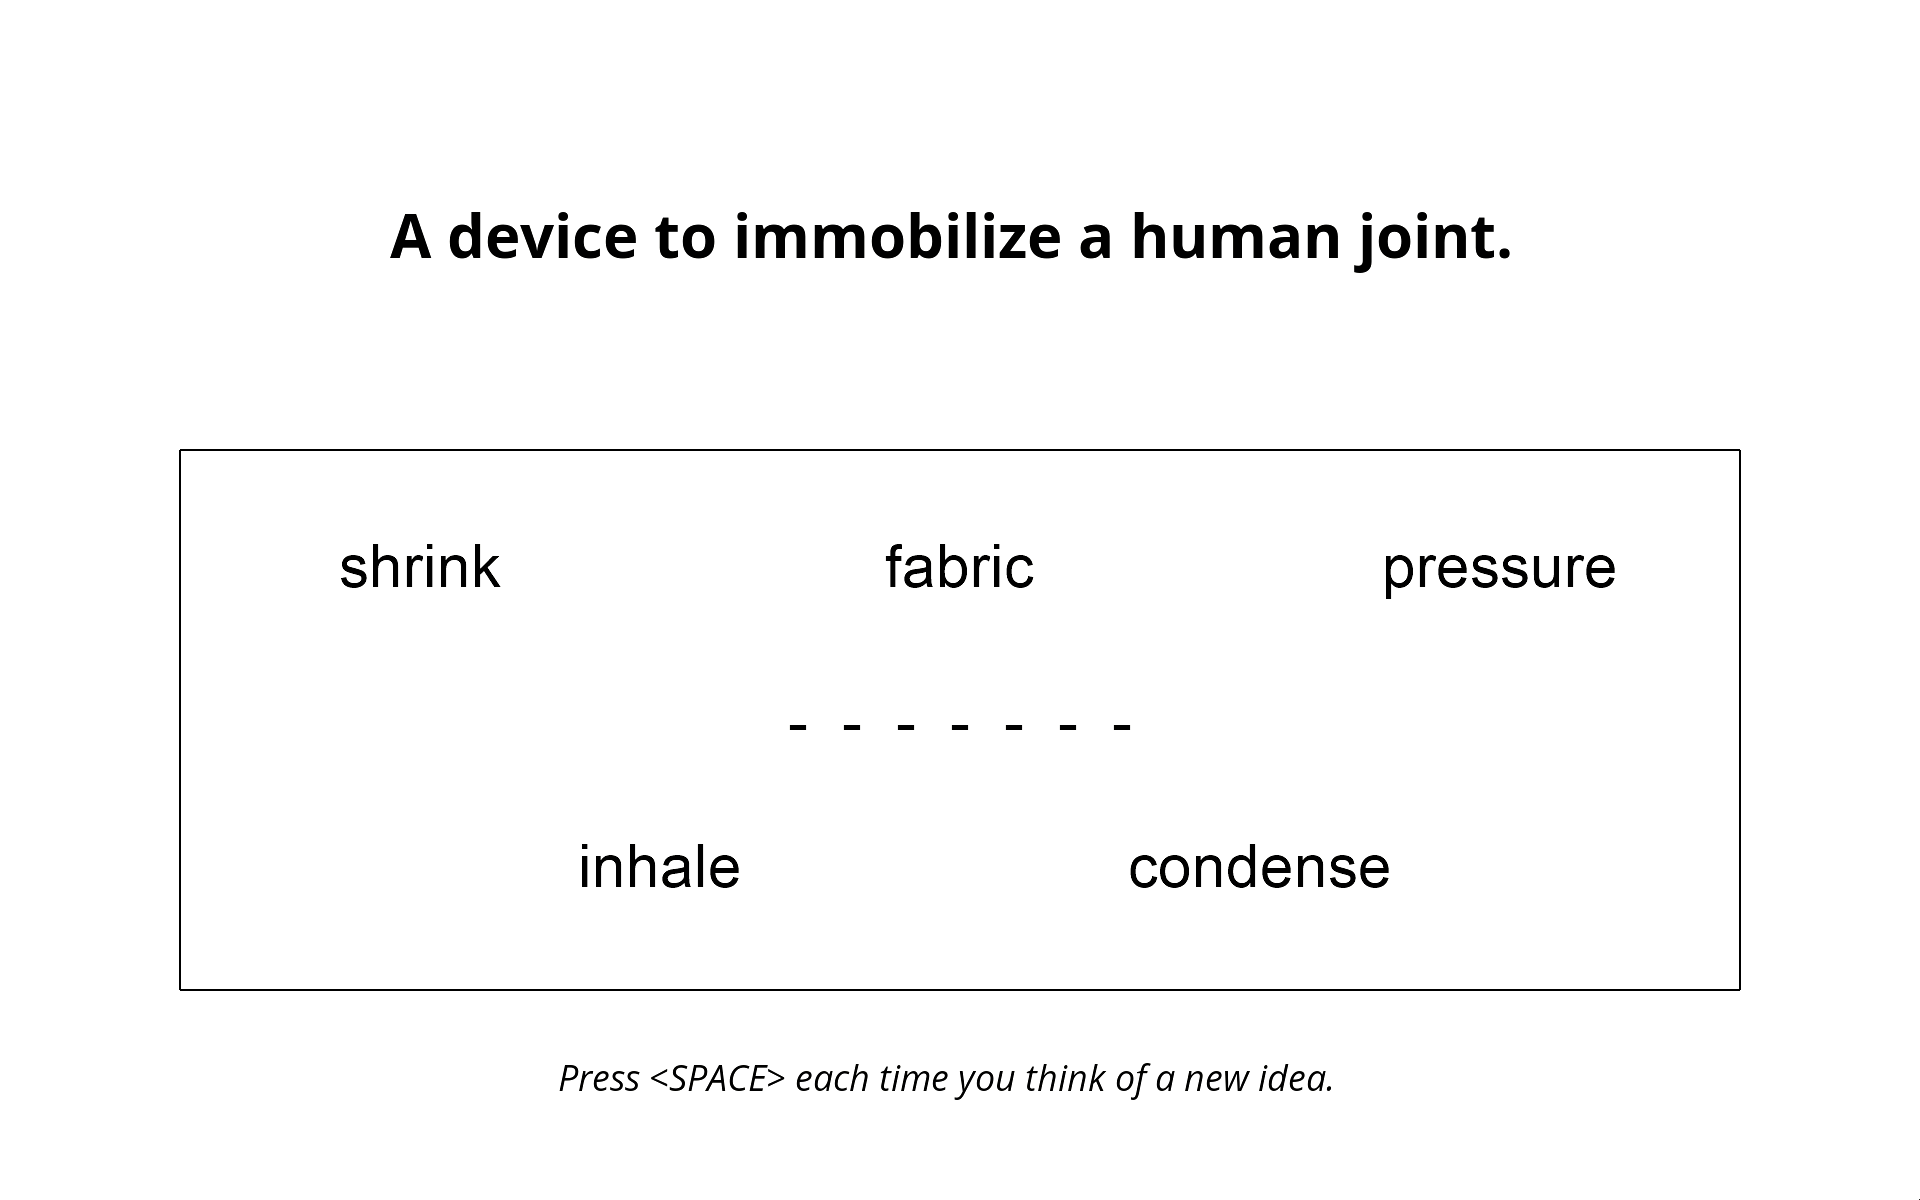 A device to immobilize a human joint.
shrink fabric pressure
- - - - - - -
inhale condense
Press <SPACE> each time you think of a new idea.